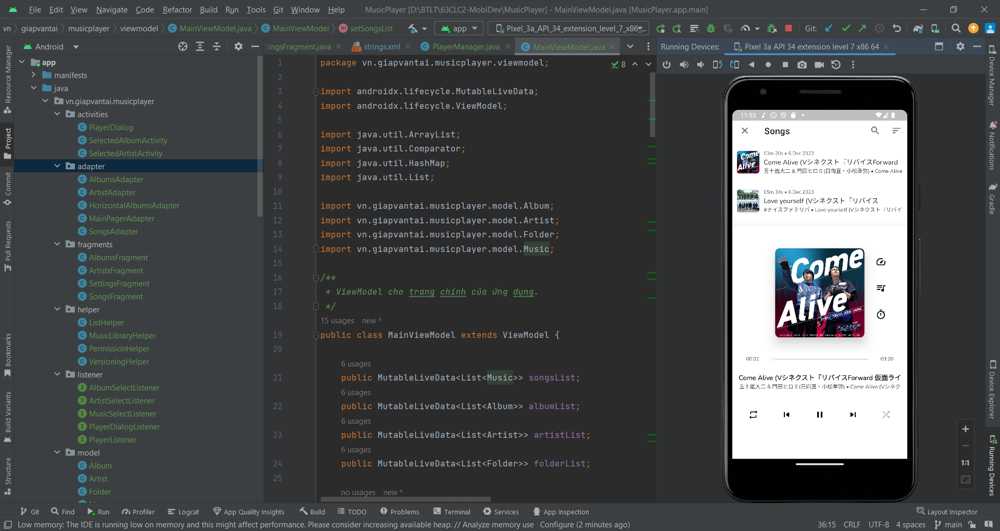 File Edit View Navigate Code Refactor Build Run Tools Git Window Help MusicPlayer [D:\BTLT\63CLC2-MobiDev\MusicPlayer] - MainViewModel.java [MusicPlayer.app.main]
vn giapvantai musicplayer viewmodel MainViewModel.java MainViewModel setSongsList app Pixel_3a_API_34_extension_level_7_x86... Git:
Android
tingsFragment.java strings.xml PlayerManager.java MainViewModel.java
Running Devices: Pixel 3a API 34 extension level 7 x86 64
Resource Manager
Project
Commit
Pull Requests
Bookmarks
Build Variants
Structure
app
manifests
java
vn.giapvantai.musicplayer
activities
PlayerDialog
SelectedAlbumActivity
SelectedArtistActivity
adapter
AlbumsAdapter
ArtistAdapter
HorizontalAlbumsAdapter
MainPagerAdapter
SongsAdapter
fragments
AlbumsFragment
ArtistsFragment
SettingsFragment
SongsFragment
helper
ListHelper
MusicLibraryHelper
PermissionHelper
VersioningHelper
listener
AlbumSelectListener
ArtistSelectListener
MusicSelectListener
PlayerDialogListener
PlayerListener
model
Album
Artist
Folder
8
1 package vn.giapvantai.musicplayer.viewmodel;
2
3 import androidx.lifecycle.MutableLiveData;
4 import androidx.lifecycle.ViewModel;
5
6 import java.util.ArrayList;
7 import java.util.Comparator;
8 import java.util.HashMap;
9 import java.util.List;
10
11 import vn.giapvantai.musicplayer.model.Album;
12 import vn.giapvantai.musicplayer.model.Artist;
13 import vn.giapvantai.musicplayer.model.Folder;
14 import vn.giapvantai.musicplayer.model.Music;
15
16 /**
17 * ViewModel cho trang chính của ứng dụng.
18 */
15 usages new *
19 public class MainViewModel extends ViewModel {
20
6 usages
21 public MutableLiveData<List<Music>> songsList;
6 usages
22 public MutableLiveData<List<Album>> albumList;
6 usages
23 public MutableLiveData<List<Artist>> artistList;
6 usages
24 public MutableLiveData<List<Folder>> folderList;
25
no usages new *
11:53
Songs
03m 20s • 6 Dec 2023
Come Alive (Vシネクスト『リバイスForward
五十嵐大二 & 門田ヒロミ(日向亘・小松準弥) • Come Alive
05m 34s • 6 Dec 2023
Love yourself (Vシネクスト『リバイス
#ナイスファミリバ • Love yourself (Vシネクスト『リバイ
Come
Alive
00:02 03:20
Come Alive (Vシネクスト『リバイスForward 仮面ライ
五十嵐大二 & 門田ヒロミ(日向亘・小松準弥) • Come Alive (Vシネク
1:1
Device Manager
Notifications
Gradle
Device Explorer
Running Devices
Git Find Run Profiler Logcat App Quality Insights Build TODO Problems Terminal Services App Inspection Layout Inspector
Low memory: The IDE is running low on memory and this might affect performance. Please consider increasing available heap. // Analyze memory use Configure (2 minutes ago) 36:15 CRLF UTF-8 4 spaces main